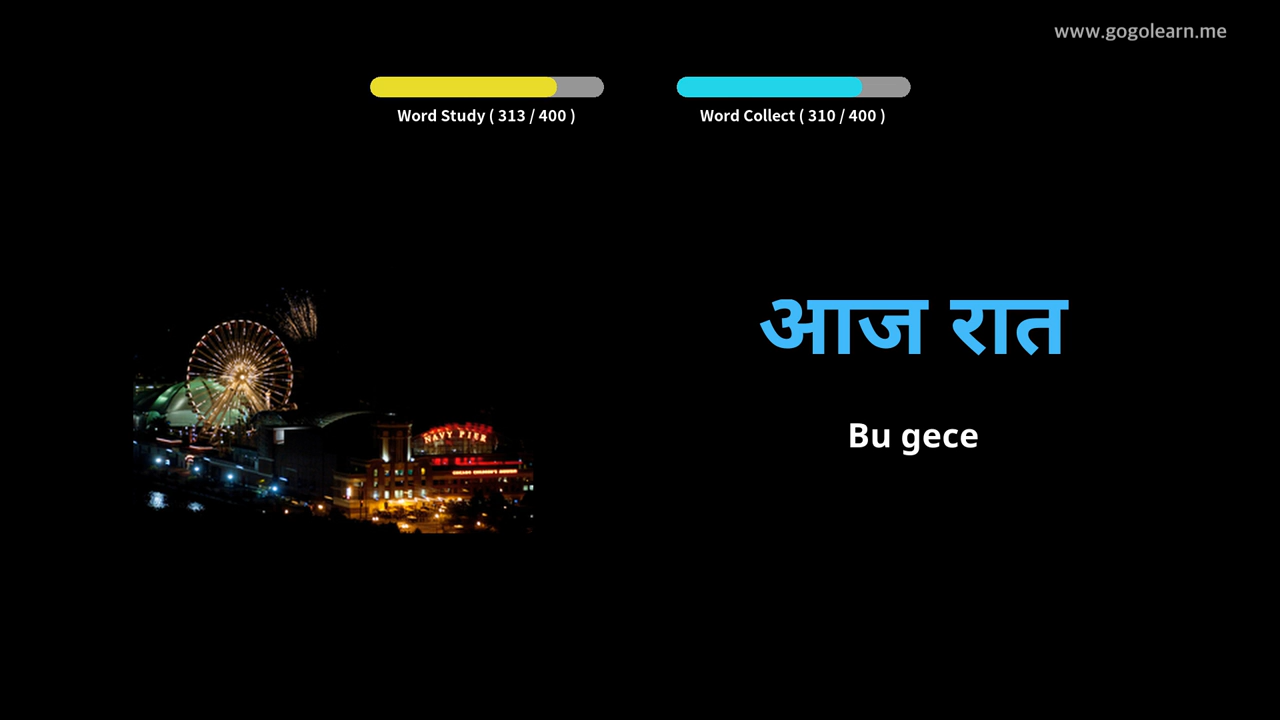 www.gogolearn.me
Word Study ( 313 / 400 )
Word Collect ( 310 / 400 )
आज रात
Bu gece
NAVY PIER